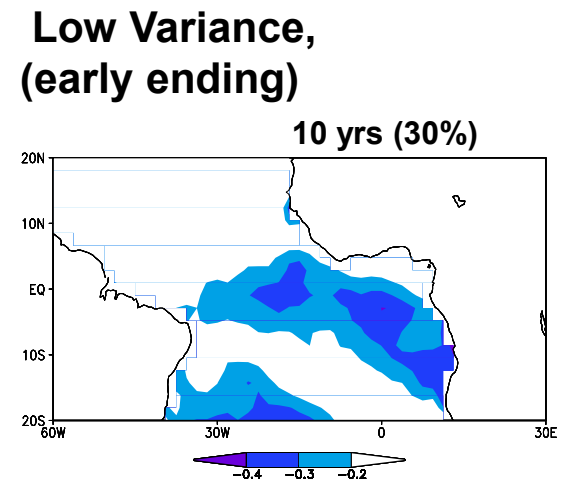 Low Variance,
(early ending)
10 yrs (30%)
20N
10N
EQ
10S
20S
60W 30W 0 30E
-0.4 -0.3 -0.2